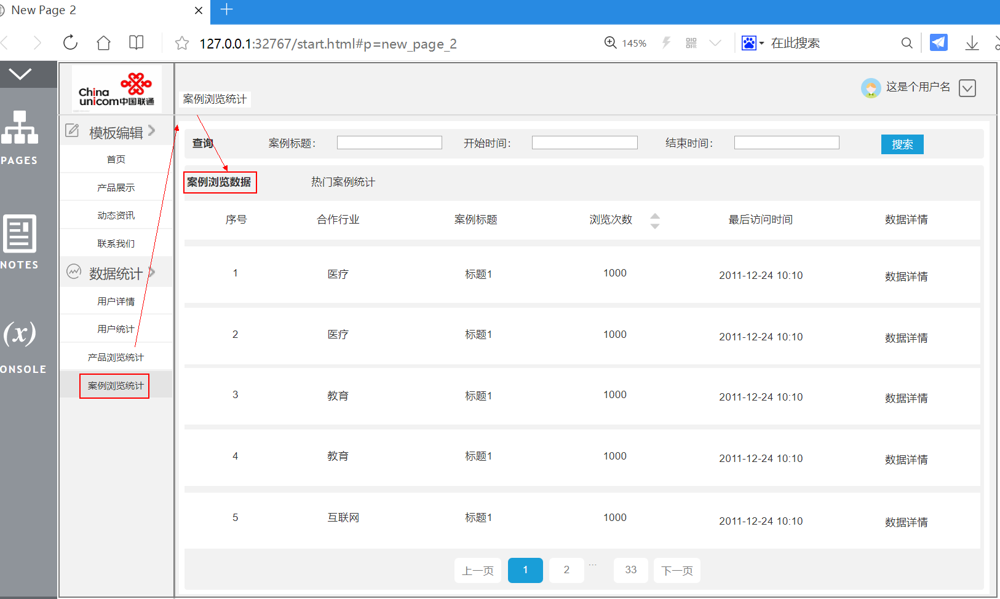 New Page 2
127.0.0.1:32767/start.html#p=new_page_2
145%
在此搜索
PAGES
NOTES
(x)
ONSOLE
China
unicom中国联通
模板编辑
首页
产品展示
动态资讯
联系我们
数据统计
用户详情
用户统计
产品浏览统计
案例浏览统计
案例浏览统计
这是个用户名
查询 案例标题： 开始时间： 结束时间： 搜索
案例浏览数据 热门案例统计
序号 合作行业 案例标题 浏览次数 最后访问时间 数据详情
1 医疗 标题1 1000 2011-12-24 10:10 数据详情
2 医疗 标题1 1000 2011-12-24 10:10 数据详情
3 教育 标题1 1000 2011-12-24 10:10 数据详情
4 教育 标题1 1000 2011-12-24 10:10 数据详情
5 互联网 标题1 1000 2011-12-24 10:10 数据详情
上一页 1 2 ... 33 下一页